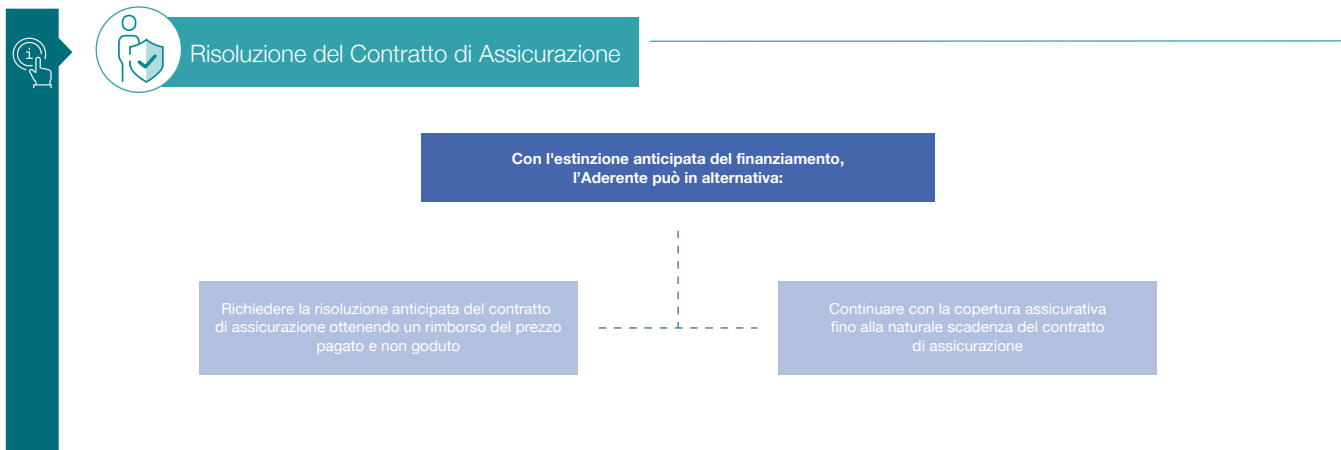 Risoluzione del Contratto di Assicurazione
Con l'estinzione anticipata del finanziamento,
l’Aderente può in alternativa:
Richiedere la risoluzione anticipata del contratto
di assicurazione ottenendo un rimborso del prezzo
pagato e non goduto
Continuare con la copertura assicurativa
fino alla naturale scadenza del contratto
di assicurazione